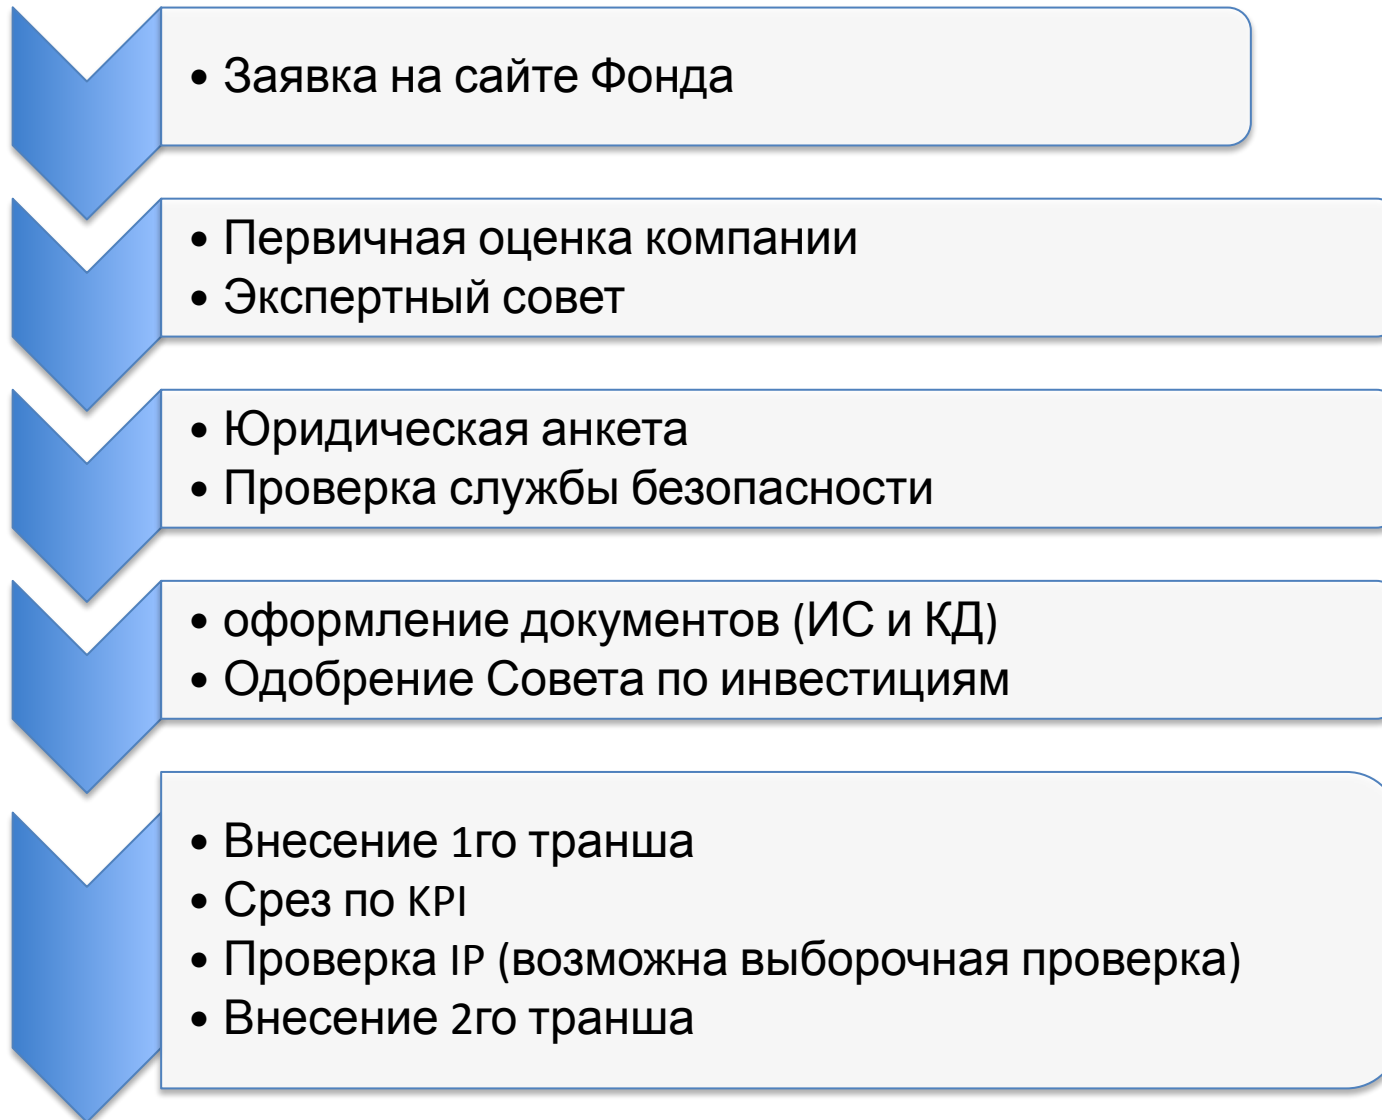 • Заявка на сайте Фонда
• Первичная оценка компании
• Экспертный совет
• Юридическая анкета
• Проверка службы безопасности
• оформление документов (ИС и КД)
• Одобрение Совета по инвестициям
• Внесение 1го транша
• Срез по KPI
• Проверка IP (возможна выборочная проверка)
• Внесение 2го транша